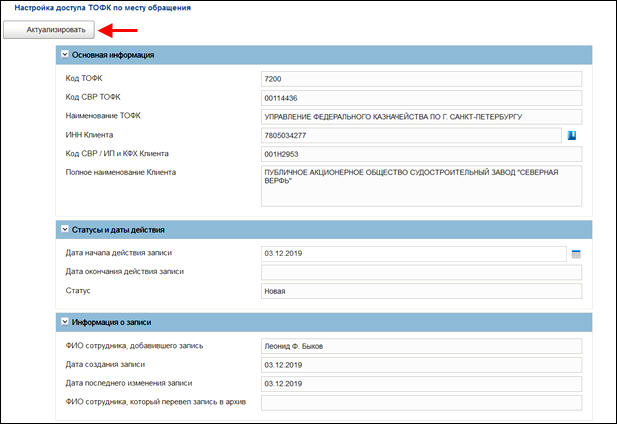 Настройка доступа ТОФК по месту обращения
Актуализировать
Основная информация
Код ТОФК 7200
Код СВР ТОФК 00114436
Наименование ТОФК УПРАВЛЕНИЕ ФЕДЕРАЛЬНОГО КАЗНАЧЕЙСТВА ПО Г. САНКТ-ПЕТЕРБУРГУ
ИНН Клиента 7805034277
Код СВР / ИП и КФХ Клиента 001Н2953
Полное наименование Клиента ПУБЛИЧНОЕ АКЦИОНЕРНОЕ ОБЩЕСТВО СУДОСТРОИТЕЛЬНЫЙ ЗАВОД "СЕВЕРНАЯ
ВЕРФЬ"
Статусы и даты действия
Дата начала действия записи 03.12.2019
Дата окончания действия записи
Статус Новая
Информация о записи
ФИО сотрудника, добавившего запись Леонид Ф. Быков
Дата создания записи 03.12.2019
Дата последнего изменения записи 03.12.2019
ФИО сотрудника, который перевел запись в архив